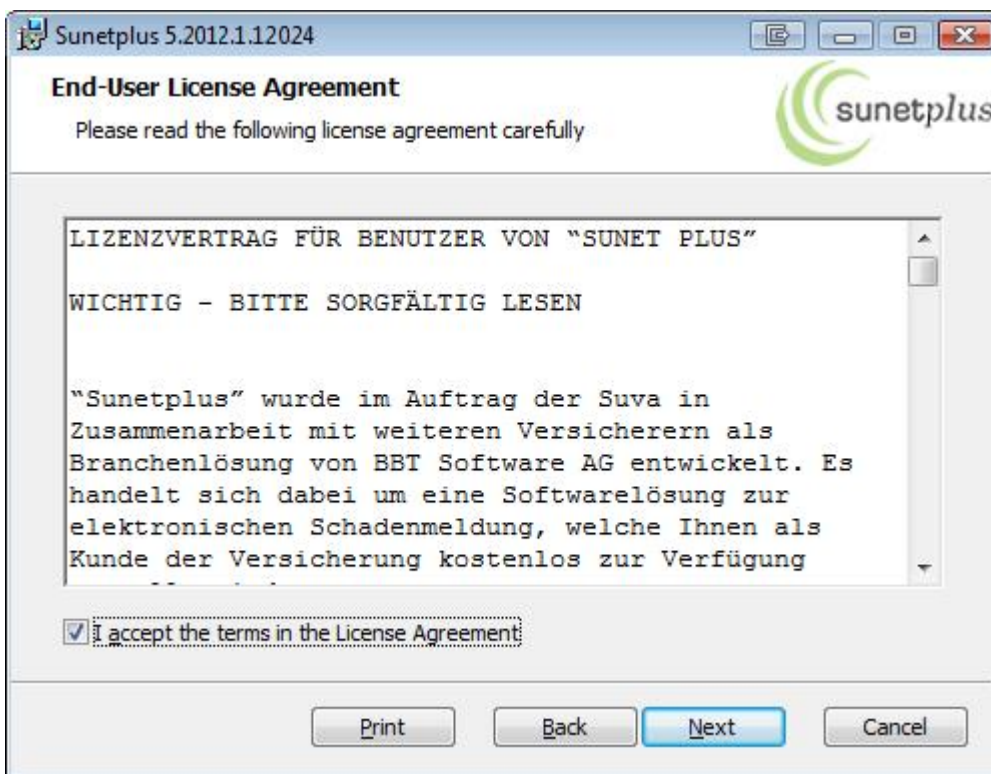 Sunetplus 5.2012.1.12024
End-User License Agreement
Please read the following license agreement carefully
sunetplus
LIZENZVERTRAG FÜR BENUTZER VON “SUNET PLUS”
WICHTIG – BITTE SORGFÄLTIG LESEN
“Sunetplus” wurde im Auftrag der Suva in
Zusammenarbeit mit weiteren Versicherern als
Branchenlösung von BBT Software AG entwickelt. Es
handelt sich dabei um eine Softwarelösung zur
elektronischen Schadenmeldung, welche Ihnen als
Kunde der Versicherung kostenlos zur Verfügung
I accept the terms in the License Agreement
Print Back Next Cancel